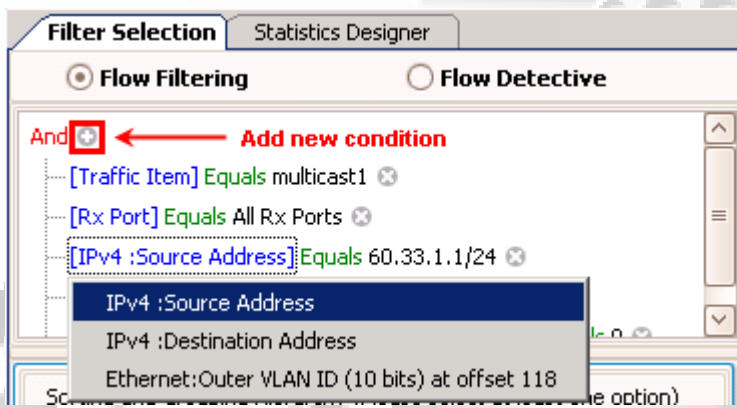 Filter Selection Statistics Designer
Flow Filtering Flow Detective
And Add new condition
[Traffic Item] Equals multicast1
[Rx Port] Equals All Rx Ports
[IPv4 :Source Address] Equals 60.33.1.1/24
IPv4 :Source Address
IPv4 :Destination Address
Ethernet:Outer VLAN ID (10 bits) at offset 118
option)